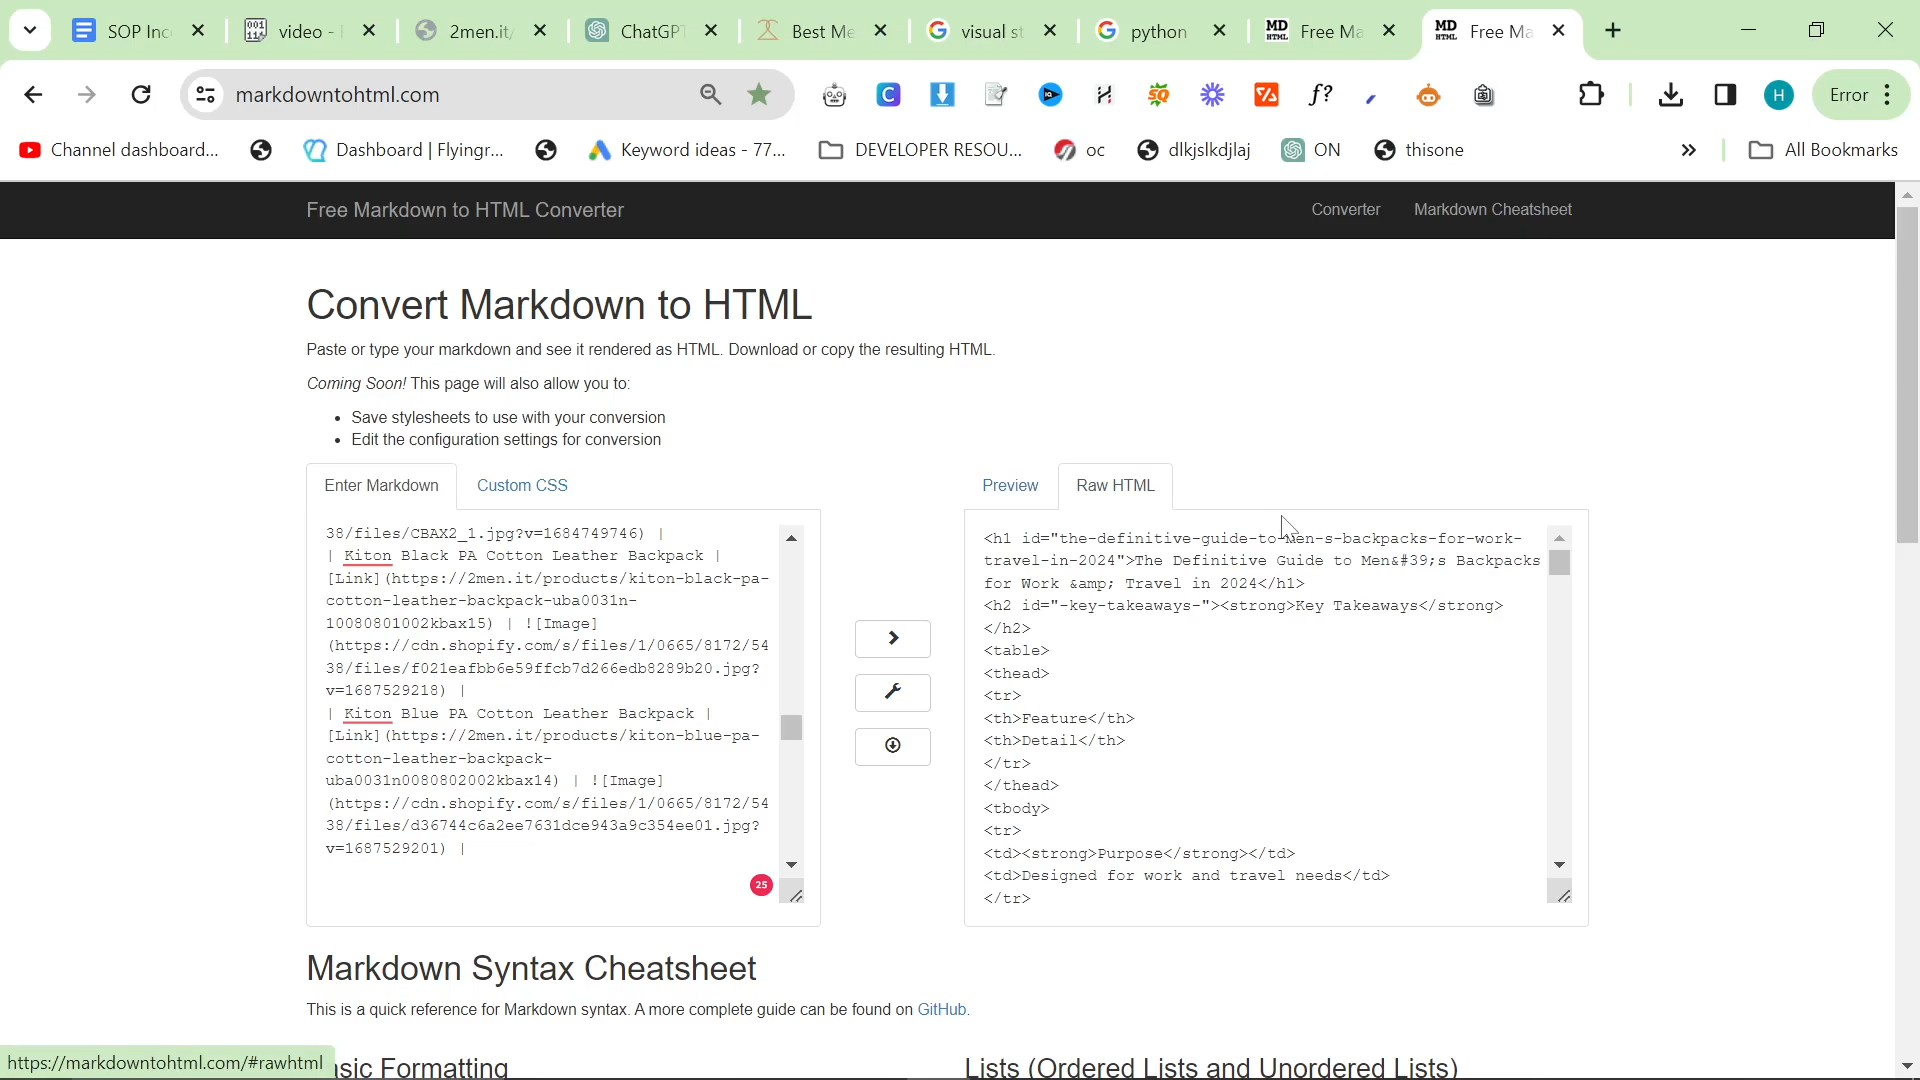 SOP Inc
video -
2men.it/
ChatGP
Best Me
visual st
python
MD HTML Free Ma
MD HTML Free Ma
markdowntohtml.com
Error
Channel dashboard...
Dashboard | Flyingr...
Keyword ideas - 77...
DEVELOPER RESOU...
oc
dlkjslkdjlaj
ON
thisone
All Bookmarks
Free Markdown to HTML Converter
Converter
Markdown Cheatsheet
Convert Markdown to HTML
Paste or type your markdown and see it rendered as HTML. Download or copy the resulting HTML.
Coming Soon! This page will also allow you to:
• Save stylesheets to use with your conversion
• Edit the configuration settings for conversion
Enter Markdown
Custom CSS
38/files/CBAX2_1.jpg?v=1684749746) |
| Kiton Black PA Cotton Leather Backpack |
[Link](https://2men.it/products/kiton-black-pa-
cotton-leather-backpack-uba0031n-
10080801002kbax15) | ![Image]
(https://cdn.shopify.com/s/files/1/0665/8172/54
38/files/f021eafbb6e59ffcb7d266edb8289b20.jpg?
v=1687529218) |
| Kiton Blue PA Cotton Leather Backpack |
[Link](https://2men.it/products/kiton-blue-pa-
cotton-leather-backpack-
uba0031n0080802002kbax14) | ![Image]
(https://cdn.shopify.com/s/files/1/0665/8172/54
38/files/d36744c6a2ee7631dce943a9c354ee01.jpg?
v=1687529201) |
25
Preview
Raw HTML
<h1 id="the-definitive-guide-to-men-s-backpacks-for-work-
travel-in-2024">The Definitive Guide to Men&#39;s Backpacks
for Work &amp; Travel in 2024</h1>
<h2 id="-key-takeaways-"><strong>Key Takeaways</strong>
</h2>
<table>
<thead>
<tr>
<th>Feature</th>
<th>Detail</th>
</tr>
</thead>
<tbody>
<tr>
<td><strong>Purpose</strong></td>
<td>Designed for work and travel needs</td>
</tr>
Markdown Syntax Cheatsheet
This is a quick reference for Markdown syntax. A more complete guide can be found on GitHub.
https://markdowntohtml.com/#rawhtml
sic Formatting
Lists (Ordered Lists and Unordered Lists)